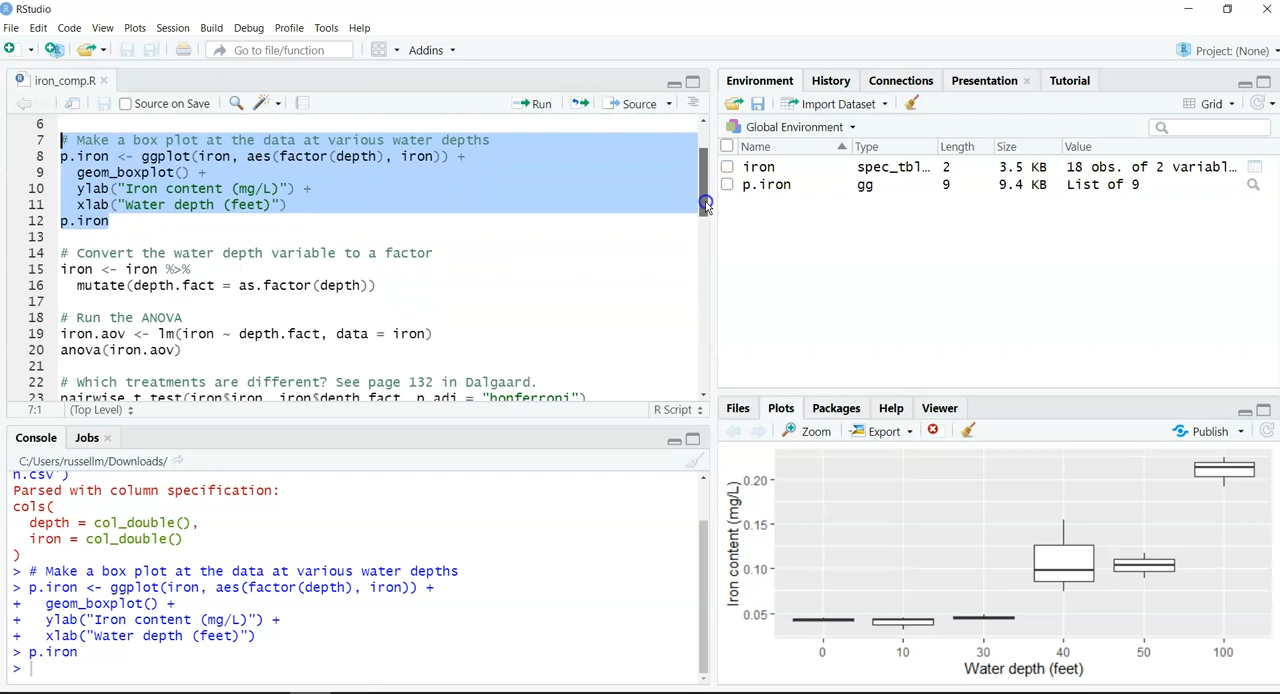 RStudio
File Edit Code View Plots Session Build Debug Profile Tools Help
Go to file/function Addins Project: (None)
iron_comp.R
Source on Save Run Source
6
7 # Make a box plot at the data at various water depths
8 p.iron <- ggplot(iron, aes(factor(depth), iron)) +
9 geom_boxplot() +
10 ylab("Iron content (mg/L)") +
11 xlab("Water depth (feet)")
12 p.iron
13
14 # Convert the water depth variable to a factor
15 iron <- iron %>%
16 mutate(depth.fact = as.factor(depth))
17
18 # Run the ANOVA
19 iron.aov <- lm(iron ~ depth.fact, data = iron)
20 anova(iron.aov)
21
22 # Which treatments are different? See page 132 in Dalgaard.
23 pairwise.t.test(iron$iron, iron$depth.fact, p.adj = "bonferroni")
7:1 (Top Level) R Script
Console Jobs
C:/Users/russellm/Downloads/
n.csv")
Parsed with column specification:
cols(
depth = col_double(),
iron = col_double()
)
> # Make a box plot at the data at various water depths
> p.iron <- ggplot(iron, aes(factor(depth), iron)) +
+ geom_boxplot() +
+ ylab("Iron content (mg/L)") +
+ xlab("Water depth (feet)")
> p.iron
>
Environment History Connections Presentation Tutorial
Import Dataset Grid
Global Environment
Name Type Length Size Value
iron spec_tbl… 2 3.5 KB 18 obs. of 2 variabl…
p.iron gg 9 9.4 KB List of 9
Files Plots Packages Help Viewer
Zoom Export Publish
Iron content (mg/L)
0.20
0.15
0.10
0.05
0 10 30 40 50 100
Water depth (feet)